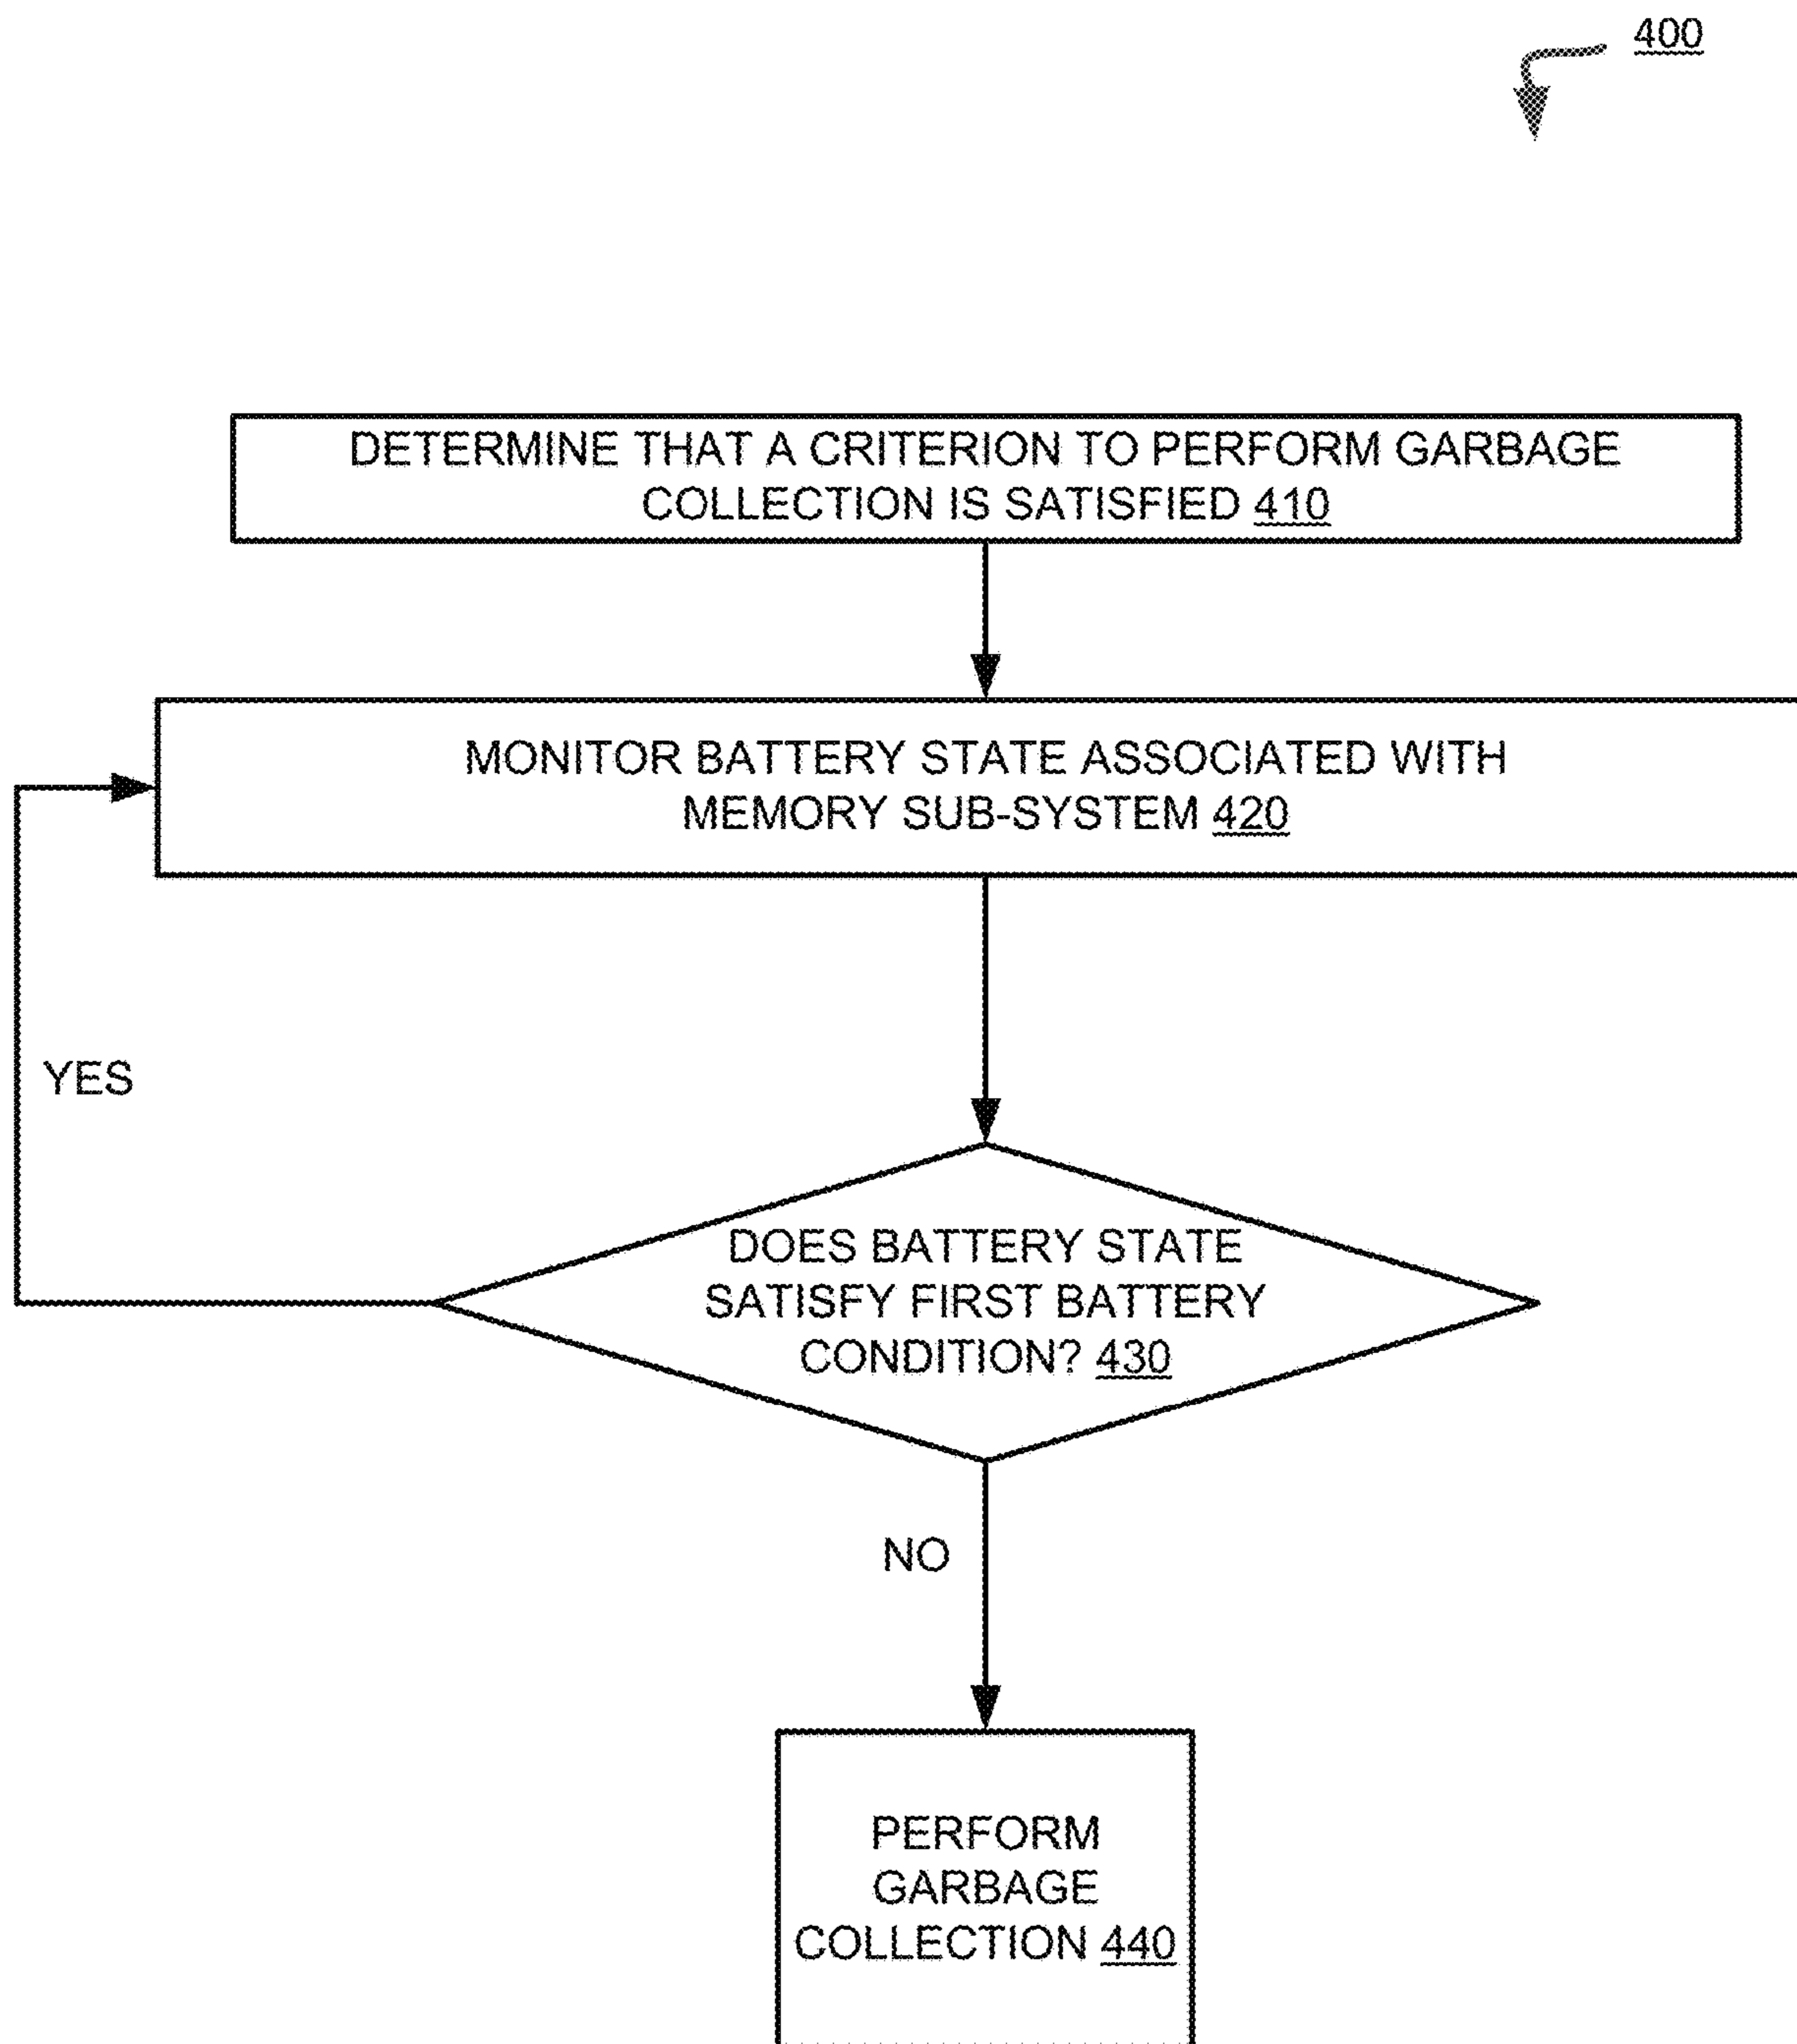 400
DETERMINE THAT A CRITERION TO PERFORM GARBAGE
COLLECTION IS SATISFIED 410
MONITOR BATTERY STATE ASSOCIATED WITH
MEMORY SUB-SYSTEM 420
YES
DOES BATTERY STATE
SATISFY FIRST BATTERY
CONDITION? 430
NO
PERFORM
GARBAGE
COLLECTION 440